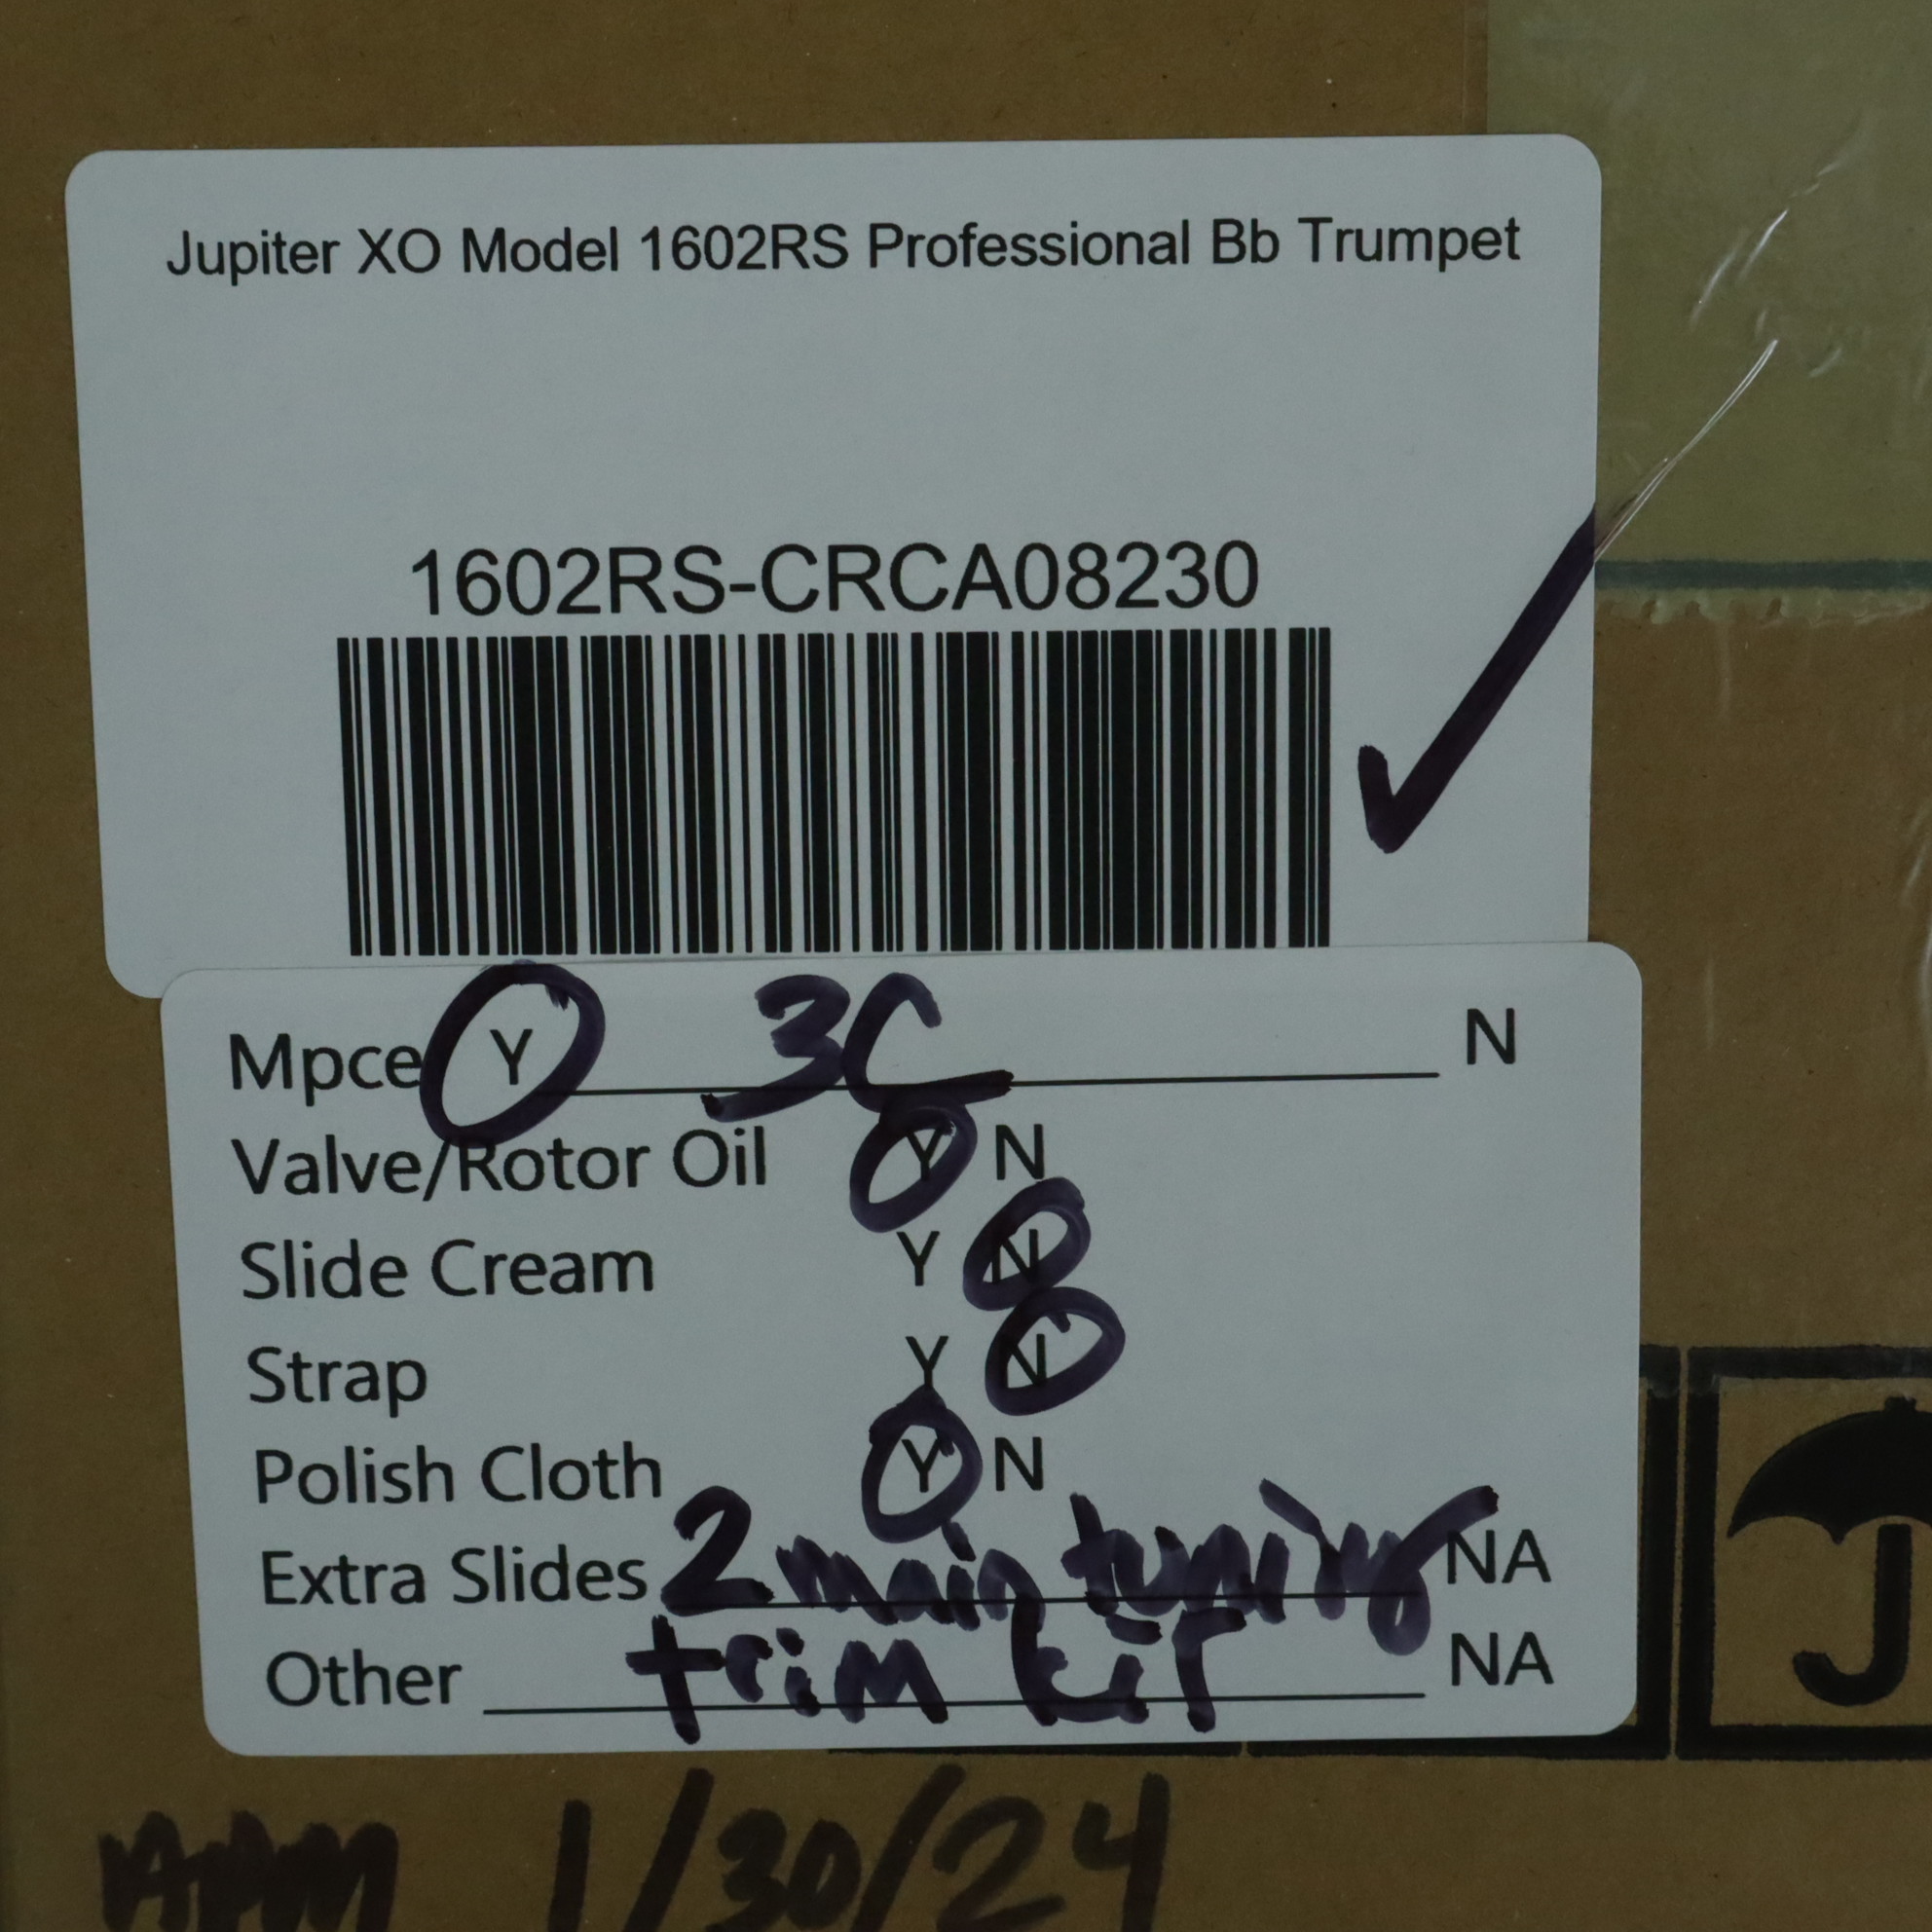 Jupiter XO Model 1602RS Professional Bb Trumpet
1602RS-CRCA08230
Mpce Y 3C N
Valve/Rotor Oil Y N
Slide Cream Y N
Strap Y N
Polish Cloth Y N
Extra Slides 2 main tuning NA
Other trim kit NA
1/30/24